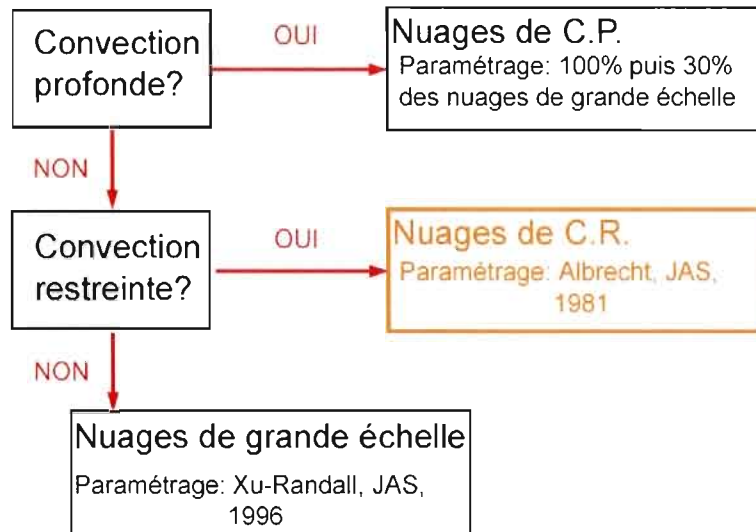 Convection
profonde?
OUI
Nuages de C.P.
Paramétrage: 100% puis 30%
des nuages de grande échelle
NON
Convection
restreinte?
OUI
Nuages de C.R.
Paramétrage: Albrecht, JAS,
1981
NON
Nuages de grande échelle
Paramétrage: Xu-Randall, JAS,
1996